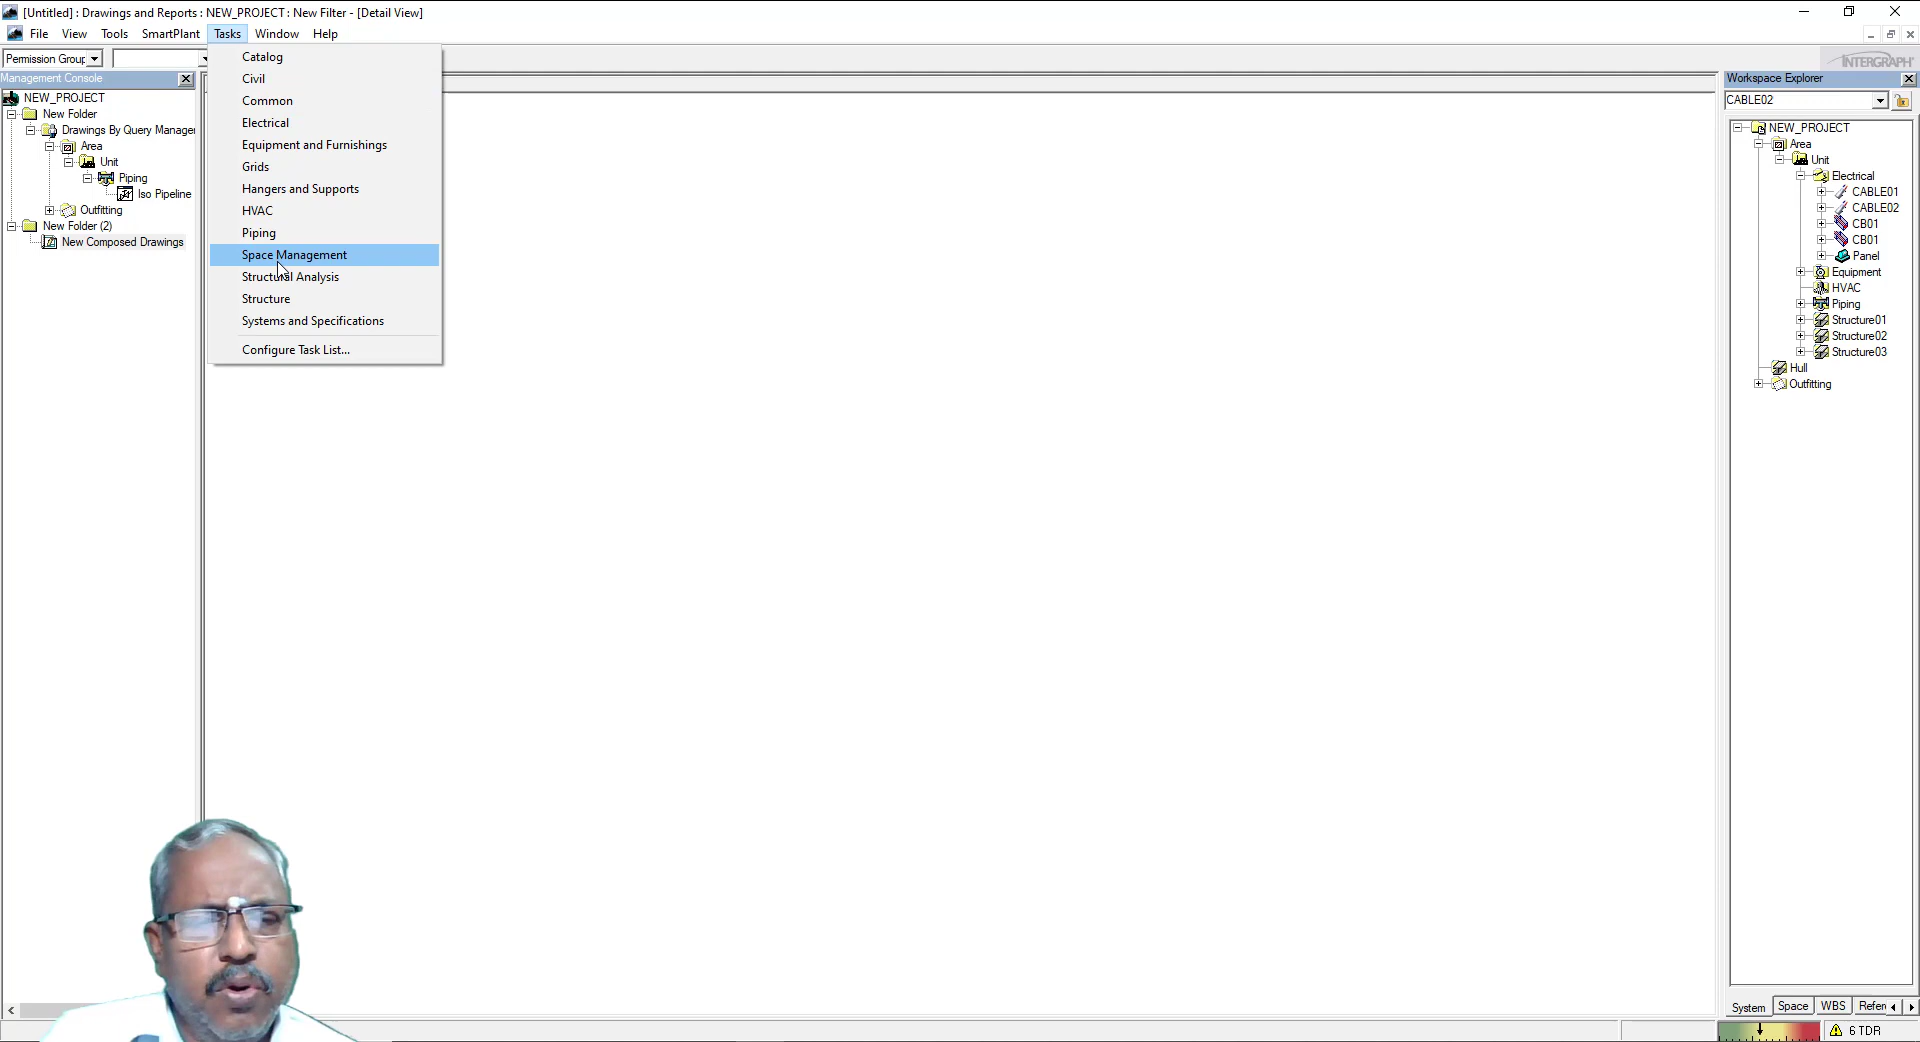 [Untitled] : Drawings and Reports : NEW_PROJECT : New Filter - [Detail View]
File View Tools SmartPlant Tasks Window Help
Permission Group
INTERGRAPH
Management Console
NEW_PROJECT
New Folder
Drawings By Query Manager
Area
Unit
Piping
Iso Pipeline
Outfitting
New Folder (2)
New Composed Drawings
Catalog
Civil
Common
Electrical
Equipment and Furnishings
Grids
Hangers and Supports
HVAC
Piping
Space Management
Structural Analysis
Structure
Systems and Specifications
Configure Task List...
Workspace Explorer
CABLE02
NEW_PROJECT
Area
Unit
Electrical
CABLE01
CABLE02
CB01
CB01
Panel
Equipment
HVAC
Piping
Structure01
Structure02
Structure03
Hull
Outfitting
System Space WBS Referen
6 TDR